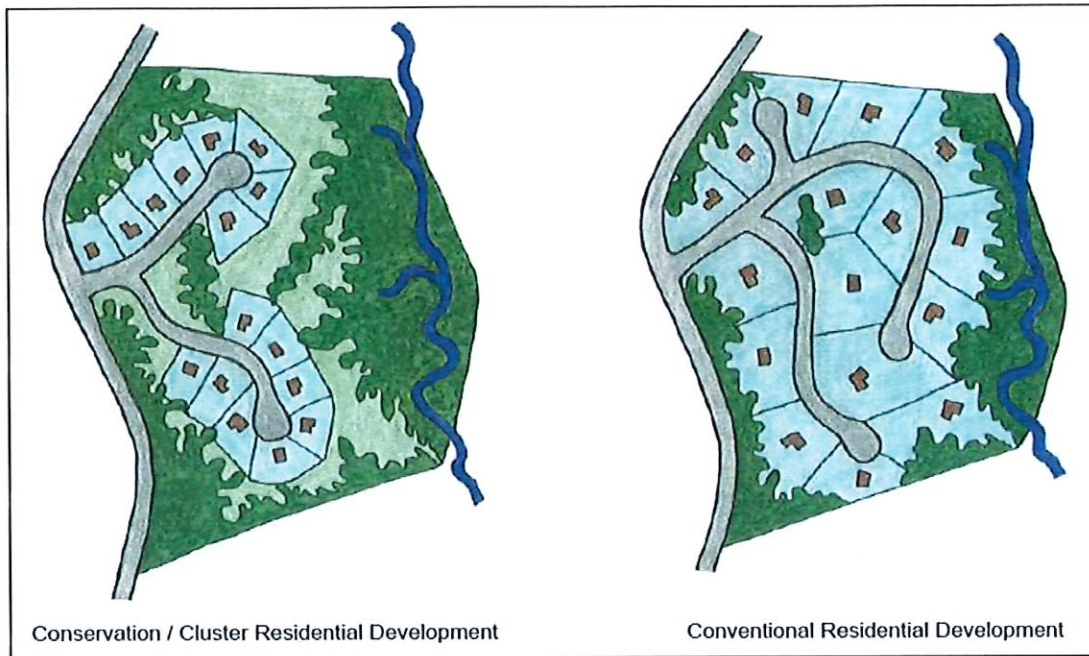 Conservation / Cluster Residential Development
Conventional Residential Development